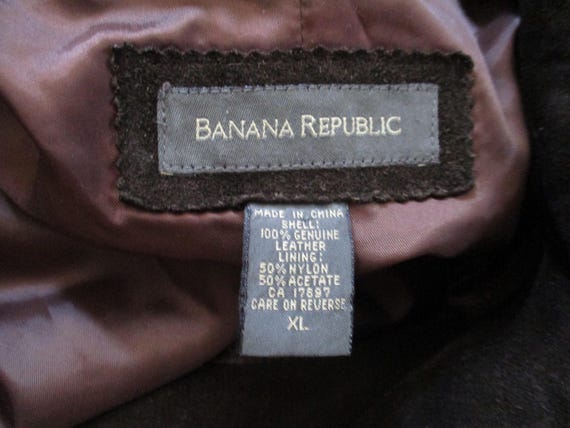 BANANA REPUBLIC
MADE IN CHINA
SHELL:
100% GENUINE
LEATHER
LINING:
50% NYLON
50% ACETATE
CA 17897
CARE ON REVERSE
XL